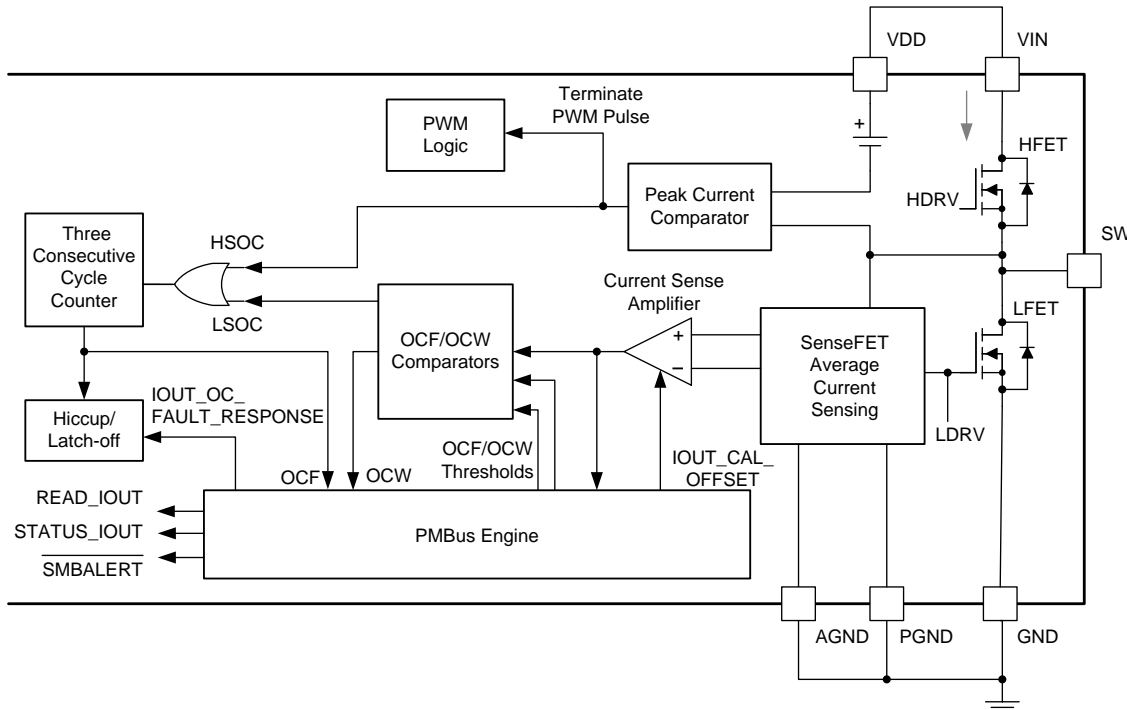 VDD
VIN
Terminate
PWM Pulse
+
PWM
Logic
HFET
Peak Current
Comparator
HDRV
Three
Consecutive
Cycle
Counter
HSOC
SW
LSOC
Current Sense
Amplifier
LFET
OCF/OCW
Comparators
+
−
SenseFET
Average
Current
Sensing
IOUT_OC_
FAULT_RESPONSE
Hiccup/
Latch-off
LDRV
OCF/OCW
Thresholds
IOUT_CAL_
OFFSET
OCF
OCW
READ_IOUT
STATUS_IOUT
SMBALERT
PMBus Engine
AGND
PGND
GND